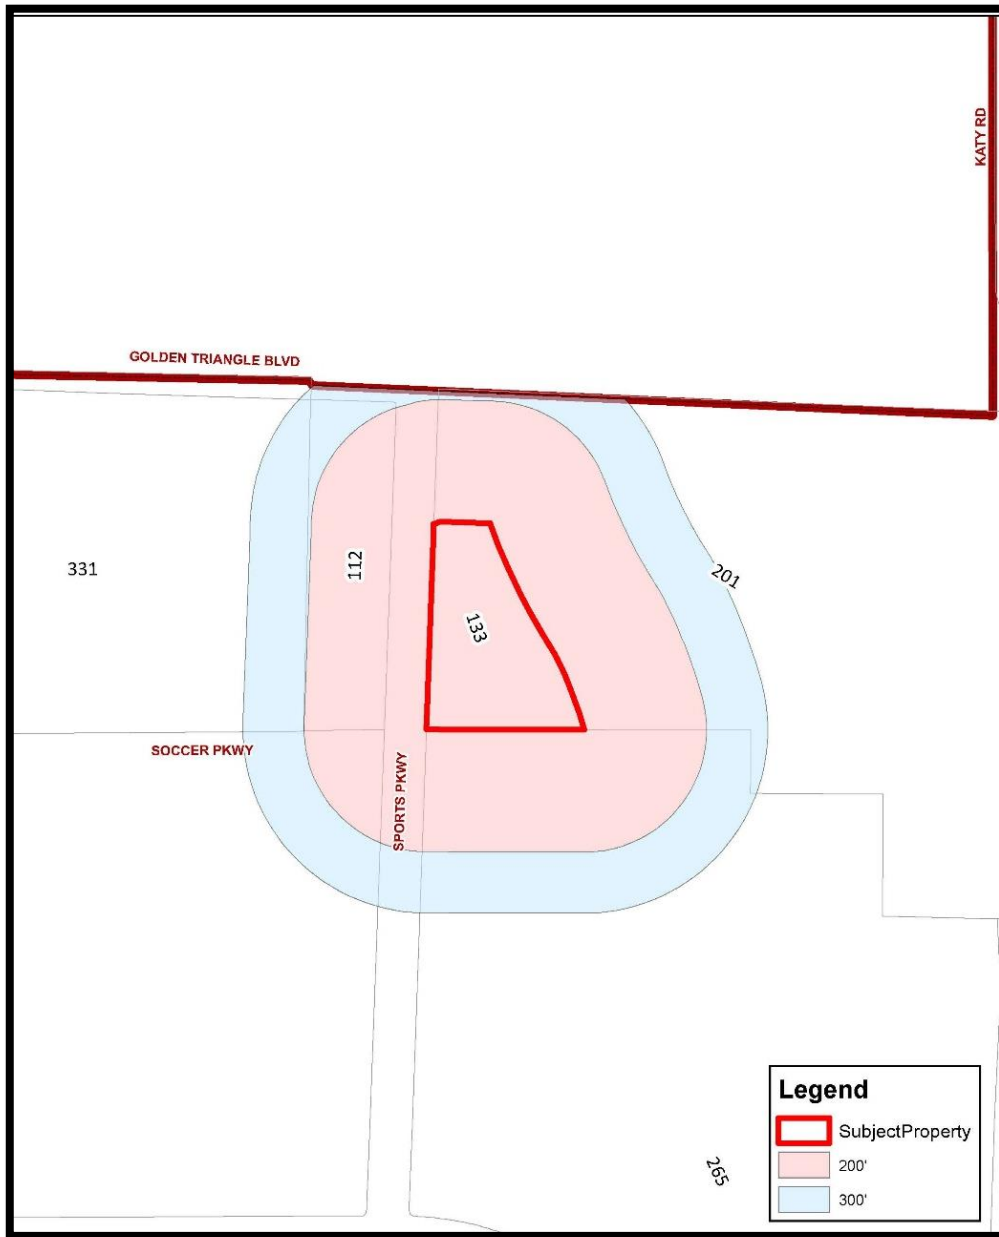 KATY RD
GOLDEN TRIANGLE BLVD
331
112
201
133
SOCCER PKWY
SPORTS PKWY
265
Legend
SubjectProperty
200'
300'